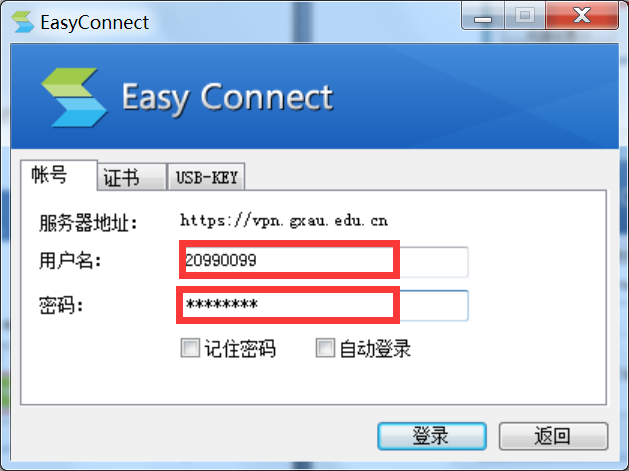 EasyConnect
Easy Connect
帐号 证书 USB-KEY
服务器地址: https://vpn.gxau.edu.cn
用户名: 20990099
密码: ********
记住密码 自动登录
登录 返回